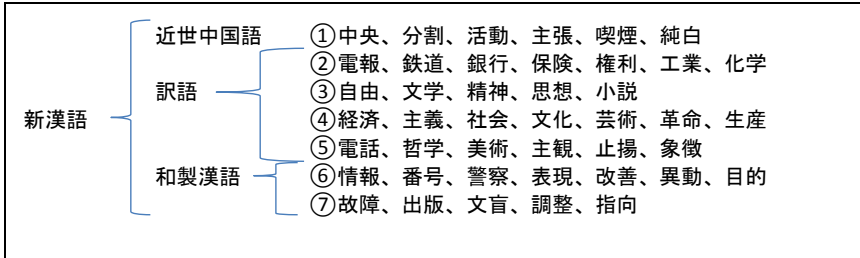 近世中国語 ①中央、分割、活動、主張、喫煙、純白
②電報、鉄道、銀行、保険、権利、工業、化学
訳語 ③自由、文学、精神、思想、小説
新漢語 ④経済、主義、社会、文化、芸術、革命、生産
⑤電話、哲学、美術、主観、止揚、象徴
和製漢語 ⑥情報、番号、警察、表現、改善、異動、目的
⑦故障、出版、文盲、調整、指向